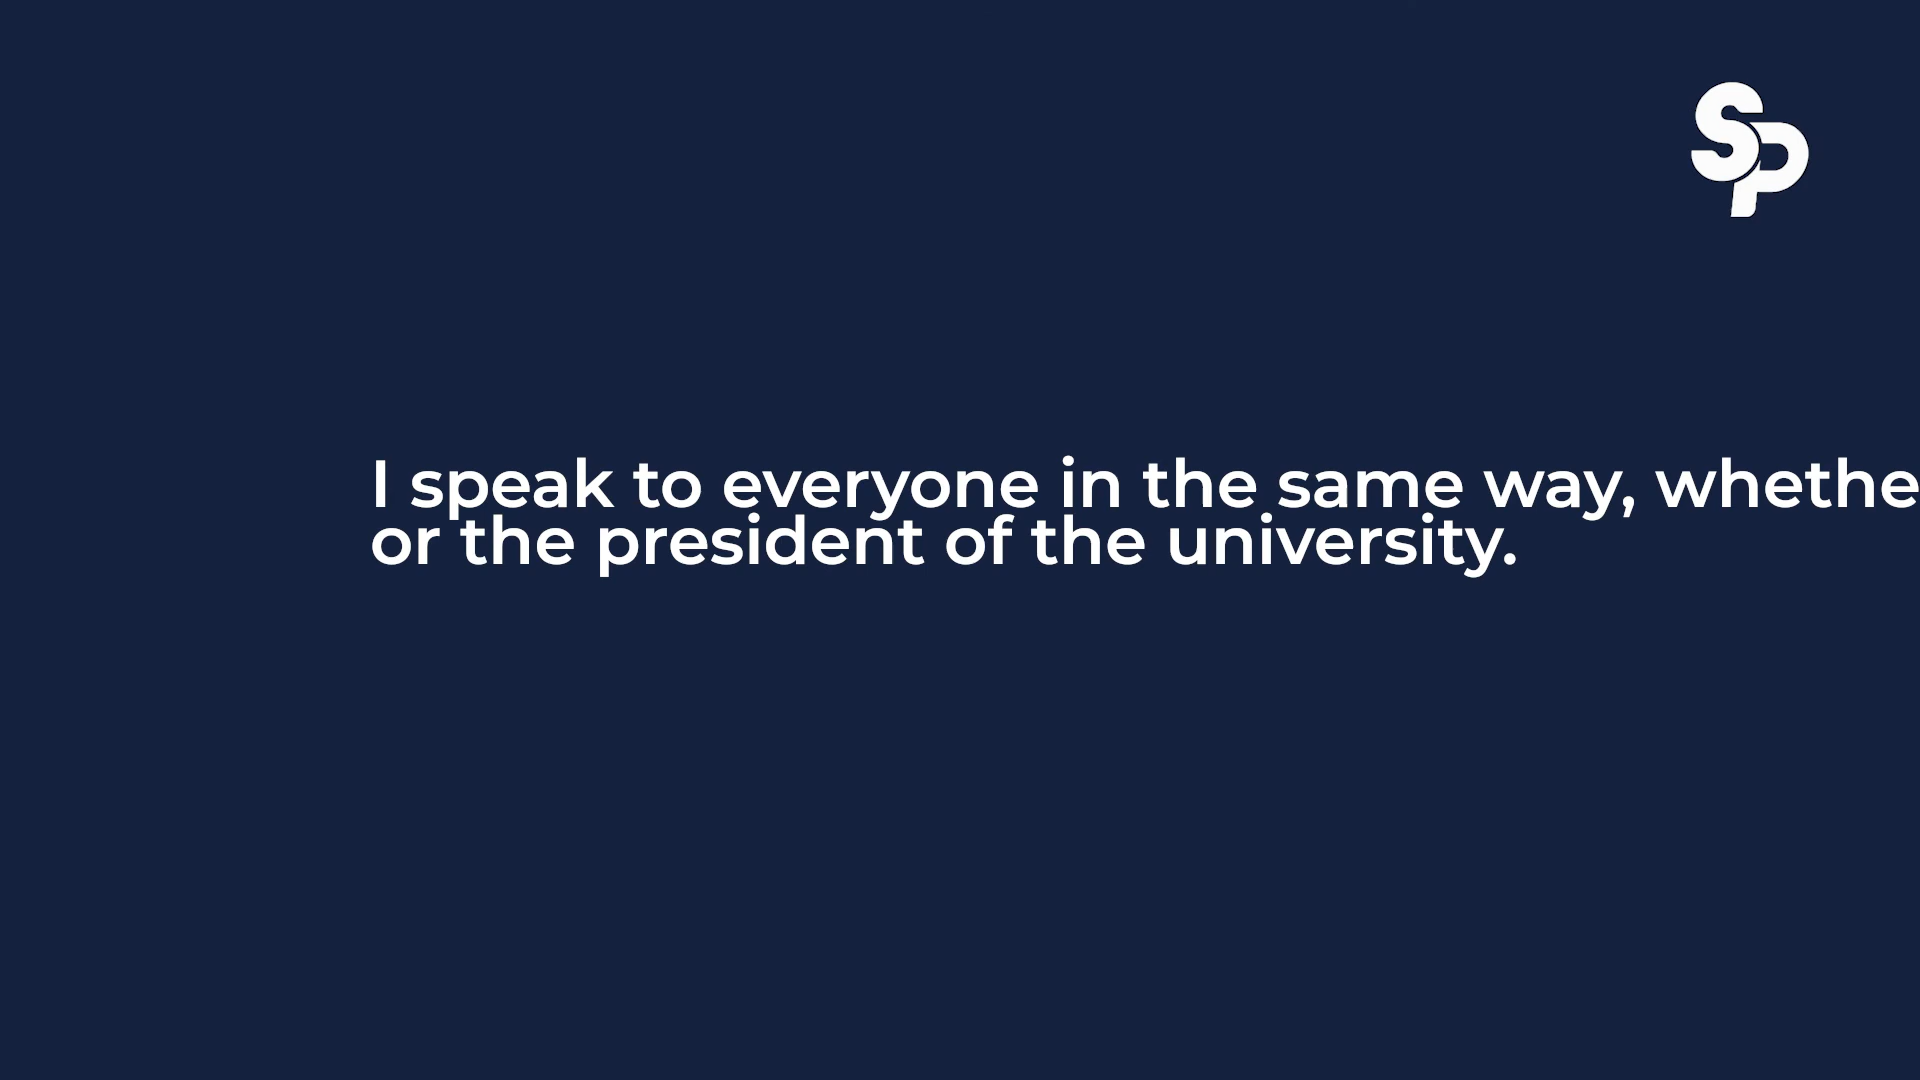 SP
I speak to everyone in the same way, whethe
or the president of the university.